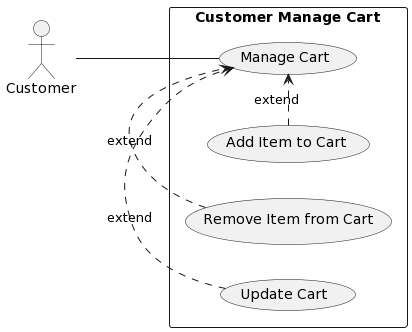 Customer Manage Cart
Manage Cart
Customer
extend
Add Item to Cart
extend
Remove Item from Cart
extend
Update Cart